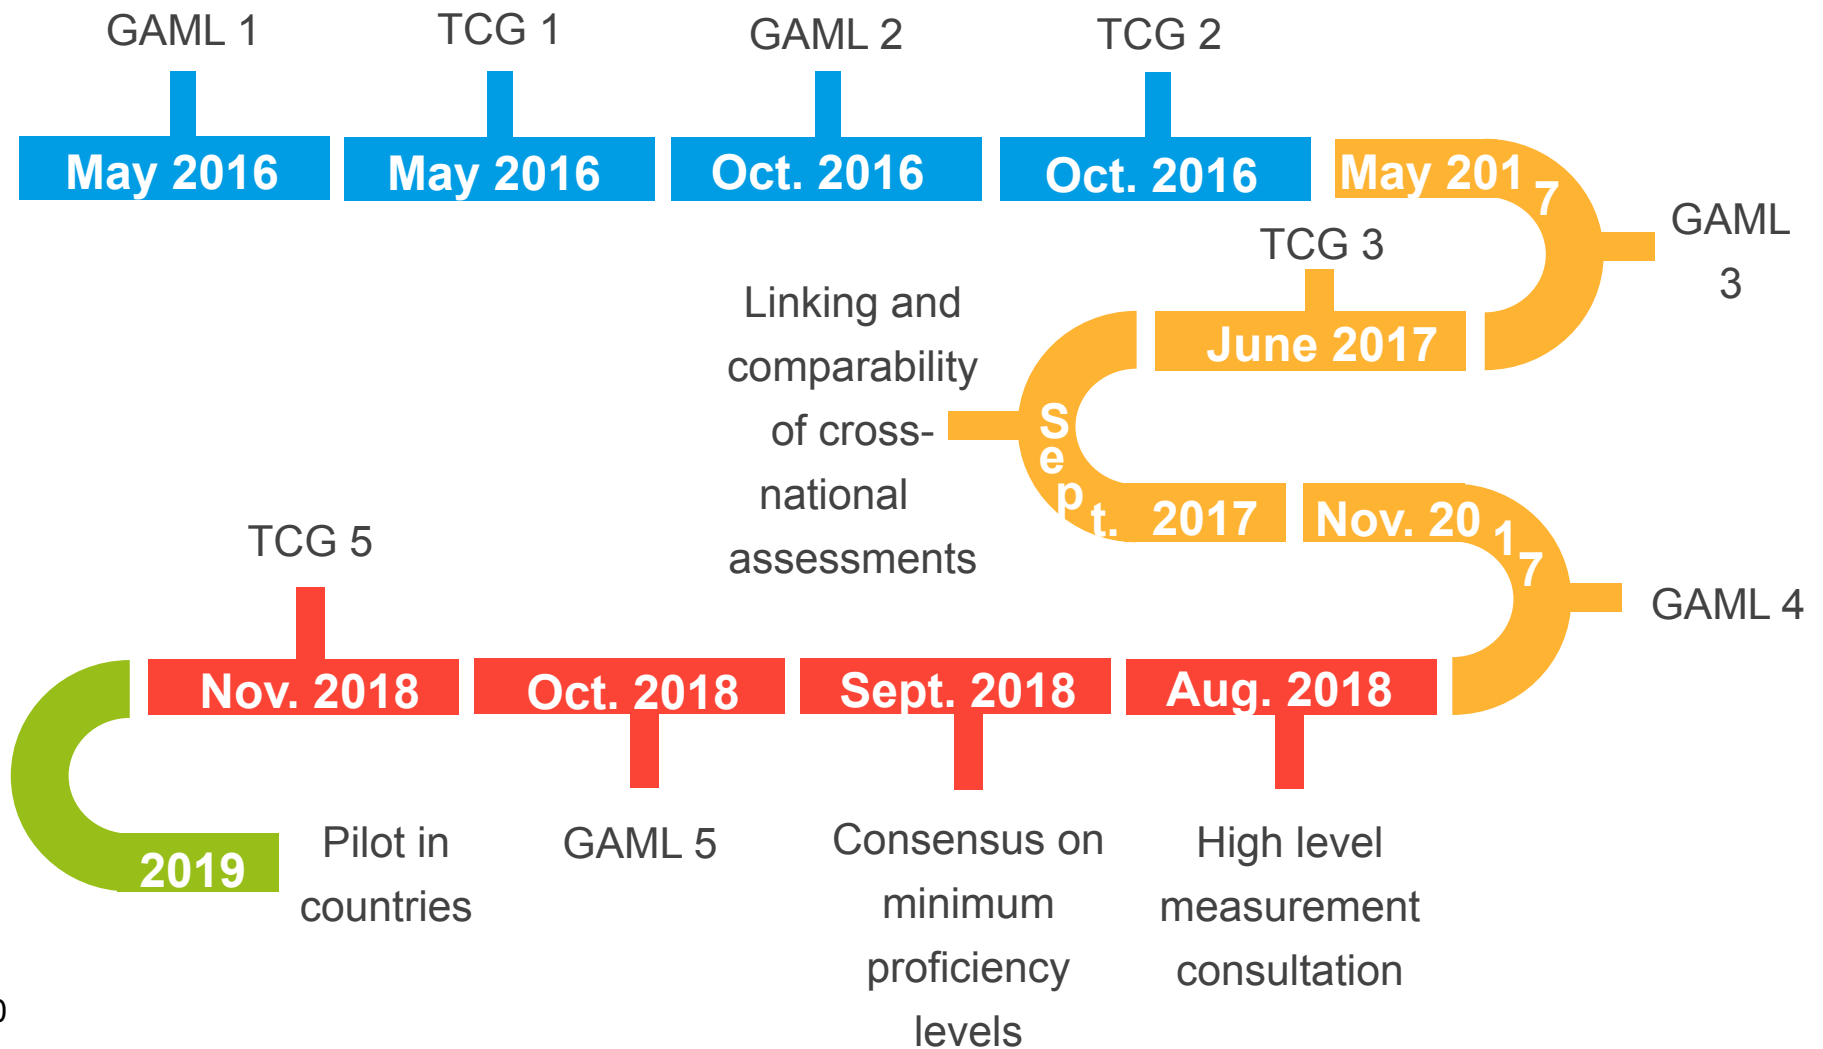 GAML 1
TCG 1
GAML 2
TCG 2
May 2016
May 2016
Oct. 2016
Oct. 2016
May 2017
GAML
3
TCG 3
June 2017
Linking and
comparability
of cross-
national
assessments
Sept. 2017
Nov. 2017
GAML 4
TCG 5
Nov. 2018
Oct. 2018
Sept. 2018
Aug. 2018
GAML 5
Consensus on
minimum
proficiency
levels
High level
measurement
consultation
2019
Pilot in
countries